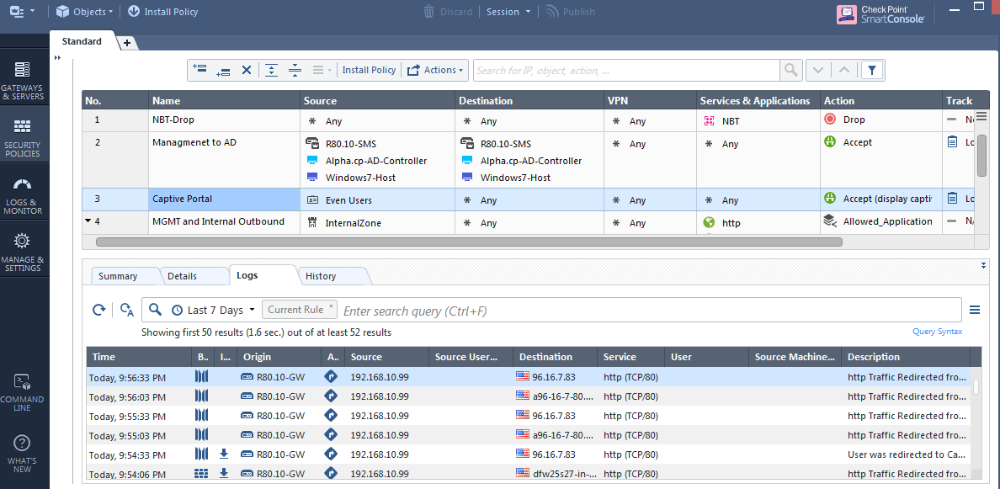 Objects Install Policy Discard Session Publish Check Point SmartConsole
Standard +
Install Policy Actions Search for IP, object, action, ...
GATEWAYS & SERVERS
SECURITY POLICIES
LOGS & MONITOR
MANAGE & SETTINGS
COMMAND LINE
WHAT'S NEW
No. Name Source Destination VPN Services & Applications Action Track
1 NBT-Drop * Any * Any * Any NBT Drop
2 Managmenet to AD R80.10-SMS R80.10-SMS * Any * Any Accept Lo
Alpha.cp-AD-Controller Alpha.cp-AD-Controller
Windows7-Host Windows7-Host
3 Captive Portal Even Users * Any * Any * Any Accept (display capti Lo
4 MGMT and Internal Outbound InternalZone * Any * Any http Allowed_Application N/
Summary Details Logs History
Last 7 Days Current Rule x Enter search query (Ctrl+F)
Showing first 50 results (1.6 sec.) out of at least 52 results Query Syntax
Time B.. I... Origin A.. Source Source User... Destination Service User Source Machine... Description
Today, 9:56:33 PM R80.10-GW 192.168.10.99 96.16.7.83 http (TCP/80) http Traffic Redirected fro...
Today, 9:56:03 PM R80.10-GW 192.168.10.99 a96-16-7-80.... http (TCP/80) http Traffic Redirected fro...
Today, 9:55:33 PM R80.10-GW 192.168.10.99 96.16.7.83 http (TCP/80) http Traffic Redirected fro...
Today, 9:55:03 PM R80.10-GW 192.168.10.99 a96-16-7-80.... http (TCP/80) http Traffic Redirected fro...
Today, 9:54:33 PM R80.10-GW 192.168.10.99 96.16.7.83 http (TCP/80) User was redirected to Ca...
Today, 9:54:06 PM R80.10-GW 192.168.10.99 dfw25s27-in-... http (TCP/80) http Traffic Redirected fro...